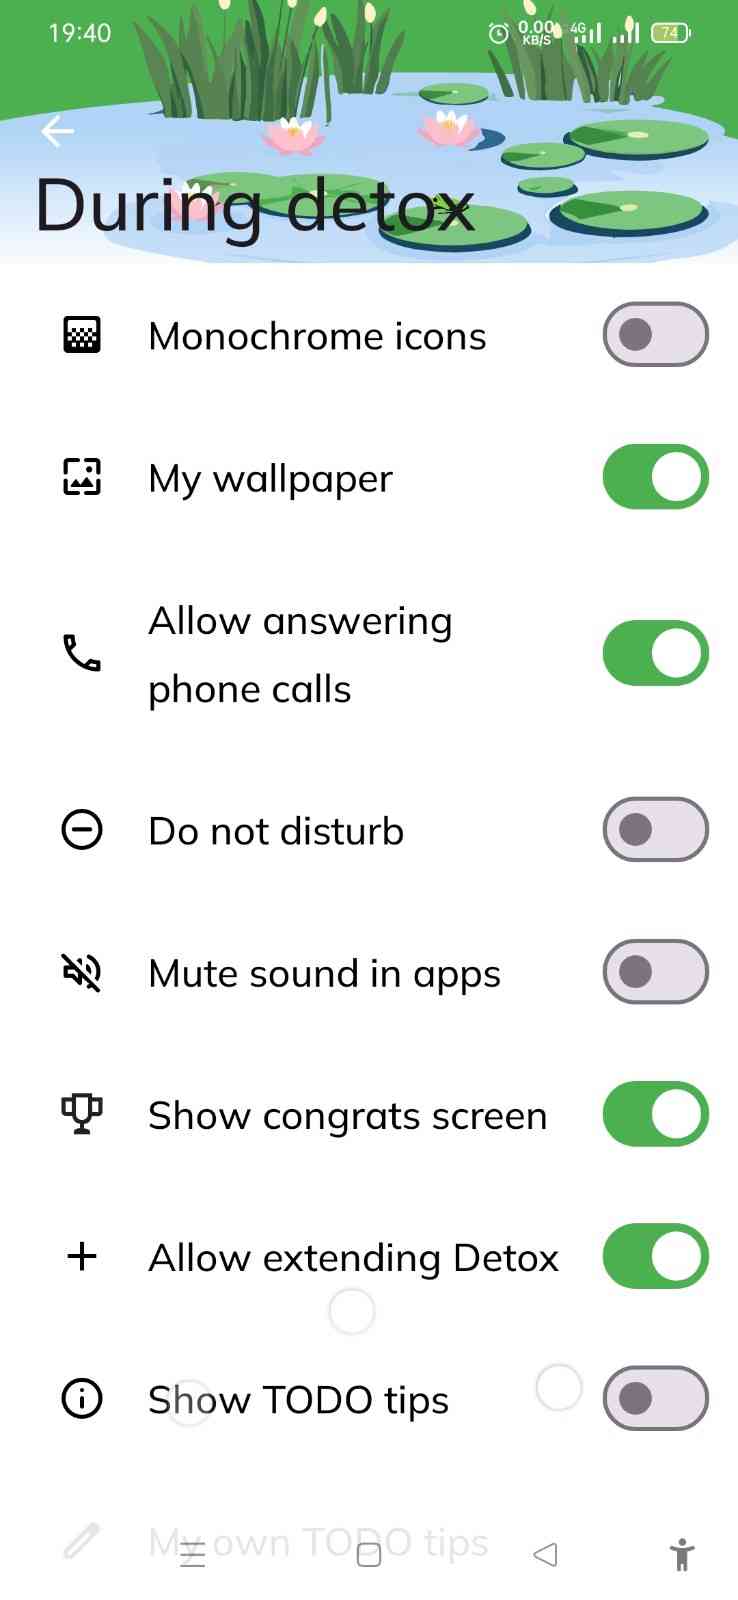 19:40
0.00 KB/S 4G 74
During detox
Monochrome icons
My wallpaper
Allow answering
phone calls
Do not disturb
Mute sound in apps
Show congrats screen
Allow extending Detox
Show TODO tips
My own TODO tips